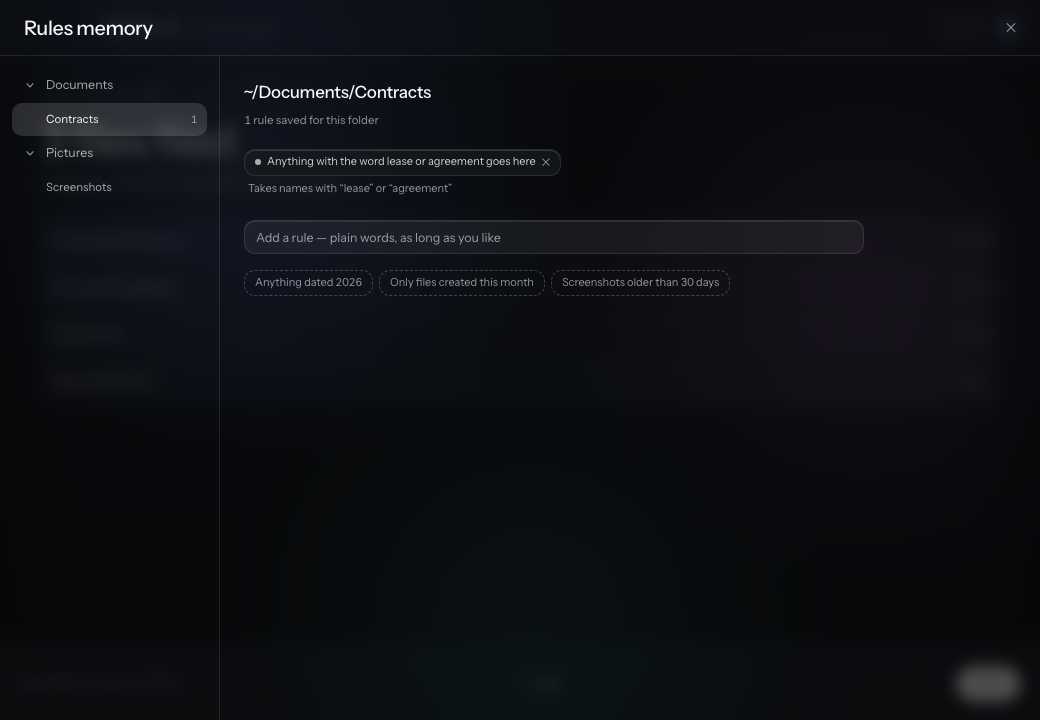 Rules memory
Documents
Contracts 1
Pictures
Screenshots
~/Documents/Contracts
1 rule saved for this folder
Anything with the word lease or agreement goes here
Takes names with “lease” or “agreement”
Add a rule — plain words, as long as you like
Anything dated 2026
Only files created this month
Screenshots older than 30 days